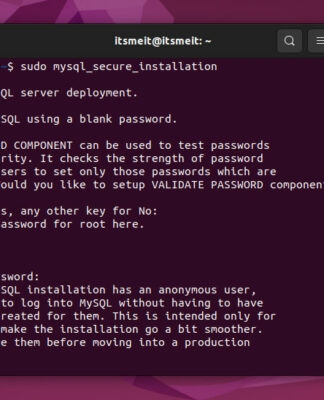 itsmeit@itsmeit: ~
~$ sudo mysql_secure_installation
QL server deployment.
SQL using a blank password.
D COMPONENT can be used to test passwords
rity. It checks the strength of password
sers to set only those passwords which are
ould you like to setup VALIDATE PASSWORD component
s, any other key for No:
assword for root here.
sword:
SQL installation has an anonymous user,
to log into MySQL without having to have
reated for them. This is intended only for
make the installation go a bit smoother.
e them before moving into a production